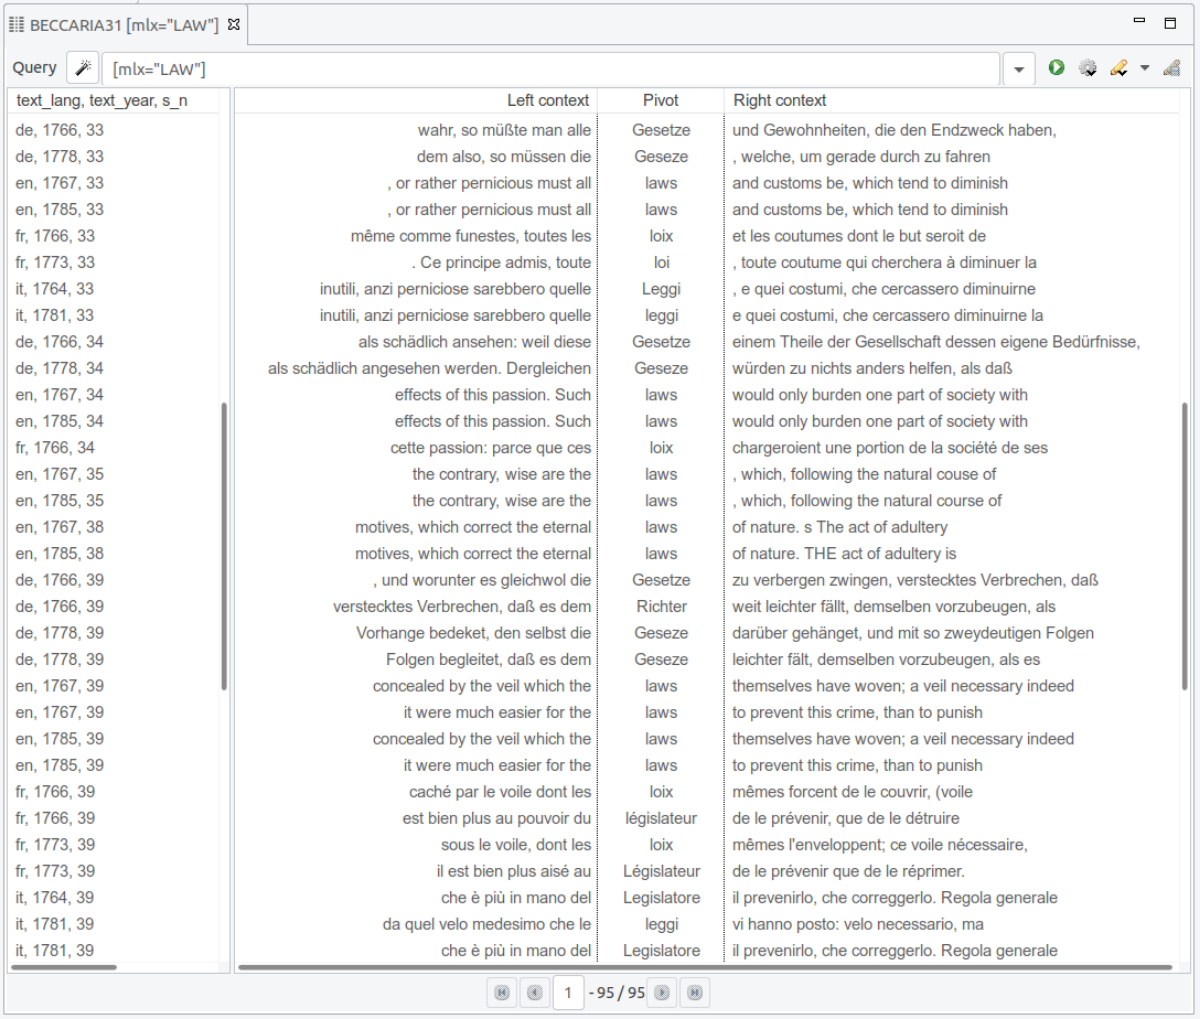 BECCARIA31 [mlx="LAW"]
Query [mlx="LAW"]
text_lang, text_year, s_n Left context Pivot Right context
de, 1766, 33 wahr, so müßte man alle Gesetze und Gewohnheiten, die den Endzweck haben,
de, 1778, 33 dem also, so müssen die Geseze , welche, um gerade durch zu fahren
en, 1767, 33 , or rather pernicious must all laws and customs be, which tend to diminish
en, 1785, 33 , or rather pernicious must all laws and customs be, which tend to diminish
fr, 1766, 33 même comme funestes, toutes les loix et les coutumes dont le but seroit de
fr, 1773, 33 . Ce principe admis, toute loi , toute coutume qui cherchera à diminuer la
it, 1764, 33 inutili, anzi perniciose sarebbero quelle Leggi , e quei costumi, che cercassero diminuirne
it, 1781, 33 inutili, anzi perniciose sarebbero quelle leggi e quei costumi, che cercassero diminuirne la
de, 1766, 34 als schädlich ansehen: weil diese Gesetze einem Theile der Gesellschaft dessen eigene Bedürfnisse,
de, 1778, 34 als schädlich angesehen werden. Dergleichen Geseze würden zu nichts anders helfen, als daß
en, 1767, 34 effects of this passion. Such laws would only burden one part of society with
en, 1785, 34 effects of this passion. Such laws would only burden one part of society with
fr, 1766, 34 cette passion: parce que ces loix chargeroient une portion de la société de ses
en, 1767, 35 the contrary, wise are the laws , which, following the natural couse of
en, 1785, 35 the contrary, wise are the laws , which, following the natural course of
en, 1767, 38 motives, which correct the eternal laws of nature. s The act of adultery
en, 1785, 38 motives, which correct the eternal laws of nature. THE act of adultery is
de, 1766, 39 , und worunter es gleichwol die Gesetze zu verbergen zwingen, verstecktes Verbrechen, daß
de, 1766, 39 verstecktes Verbrechen, daß es dem Richter weit leichter fällt, demselben vorzubeugen, als
de, 1778, 39 Vorhange bedeket, den selbst die Geseze darüber gehänget, und mit so zweydeutigen Folgen
de, 1778, 39 Folgen begleitet, daß es dem Geseze leichter fält, demselben vorzubeugen, als es
en, 1767, 39 concealed by the veil which the laws themselves have woven; a veil necessary indeed
en, 1767, 39 it were much easier for the laws to prevent this crime, than to punish
en, 1785, 39 concealed by the veil which the laws themselves have woven; a veil necessary indeed
en, 1785, 39 it were much easier for the laws to prevent this crime, than to punish
fr, 1766, 39 caché par le voile dont les loix mêmes forcent de le couvrir, (voile
fr, 1766, 39 est bien plus au pouvoir du législateur de le prévenir, que de le détruire
fr, 1773, 39 sous le voile, dont les loix mêmes l'enveloppent; ce voile nécessaire,
fr, 1773, 39 il est bien plus aisé au Législateur de le prévenir que de le réprimer.
it, 1764, 39 che è più in mano del Legislatore il prevenirlo, che correggerlo. Regola generale
it, 1781, 39 da quel velo medesimo che le leggi vi hanno posto: velo necessario, ma
it, 1781, 39 che è più in mano del Legislatore il prevenirlo, che correggerlo. Regola generale
1 - 95 / 95